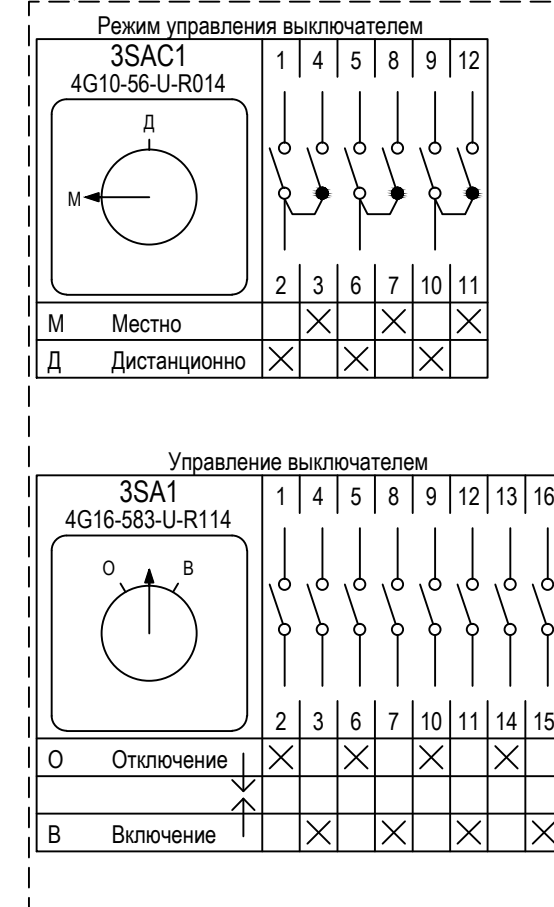 Режим управления выключателем
3SAC1
4G10-56-U-R014
1 4 5 8 9 12
Д
М
2 3 6 7 10 11
М Местно
Д Дистанционно
Управление выключателем
3SA1
4G16-583-U-R114
1 4 5 8 9 12 13 16
О В
2 3 6 7 10 11 14 15
О Отключение
В Включение